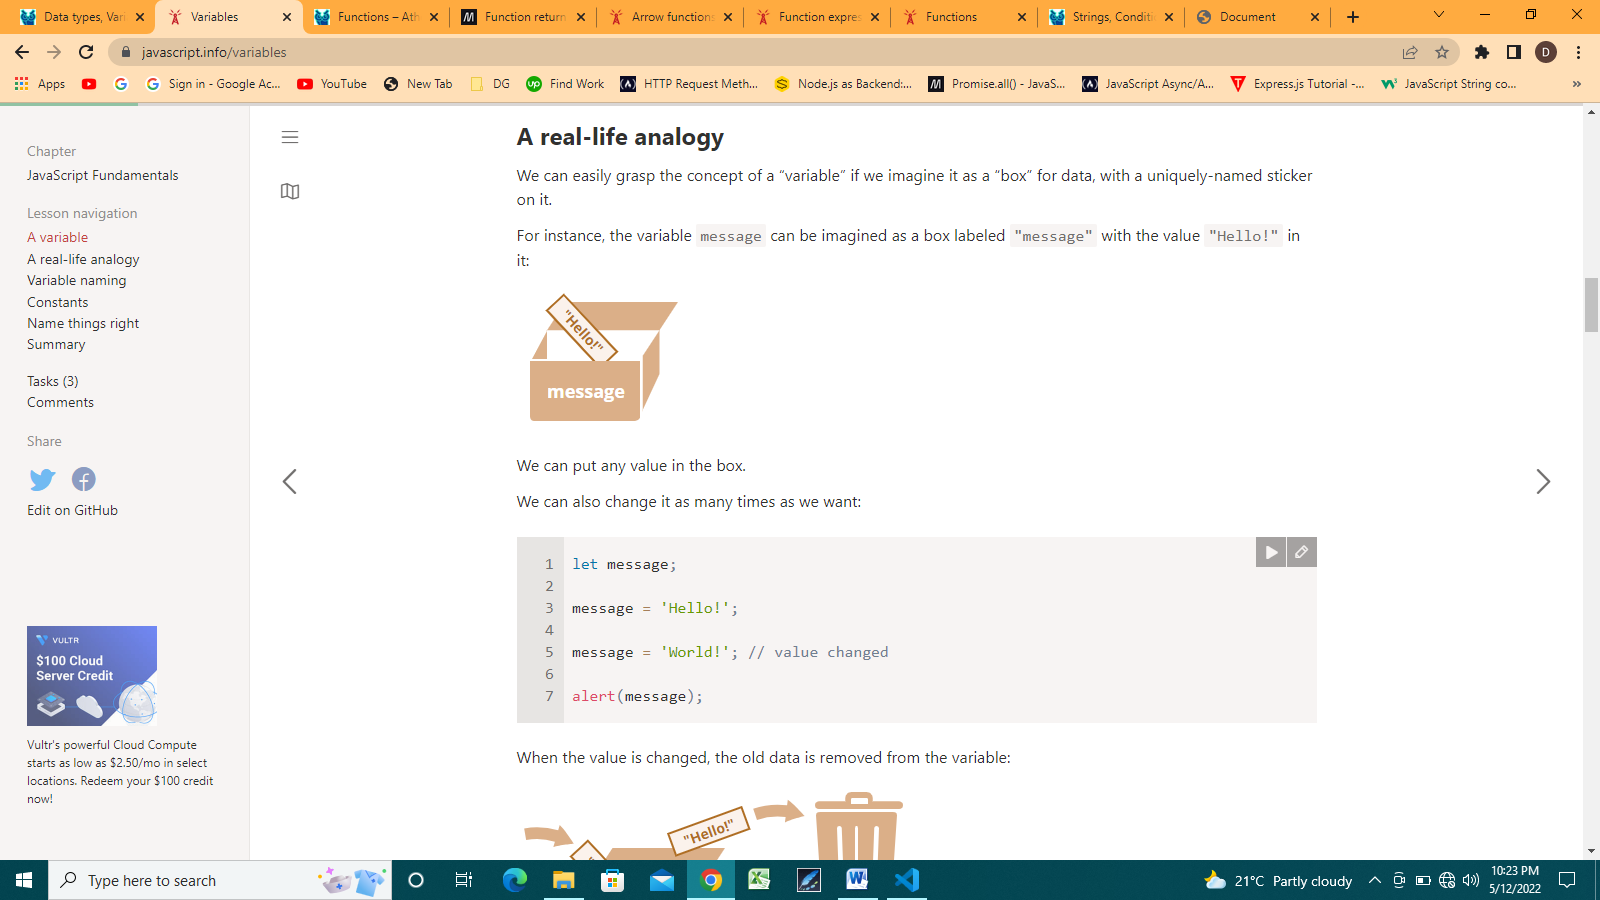 Data types, Vari
Variables
Functions – Ath
Function return
Arrow functions
Function expres
Functions
Strings, Conditi
Document
javascript.info/variables
D
Apps
Sign in - Google Ac...
YouTube
New Tab
DG
Find Work
HTTP Request Meth...
Node.js as Backend:...
Promise.all() - JavaS...
JavaScript Async/A...
Express.js Tutorial -...
JavaScript String co...
»
Chapter
JavaScript Fundamentals
Lesson navigation
A variable
A real-life analogy
Variable naming
Constants
Name things right
Summary
Tasks (3)
Comments
Share
Edit on GitHub
VULTR
$100 Cloud
Server Credit
Vultr's powerful Cloud Compute
starts as low as $2.50/mo in select
locations. Redeem your $100 credit
now!
A real-life analogy
We can easily grasp the concept of a “variable” if we imagine it as a “box” for data, with a uniquely-named sticker
on it.
For instance, the variable message can be imagined as a box labeled "message" with the value "Hello!" in
it:
"Hello!"
message
We can put any value in the box.
We can also change it as many times as we want:
1 let message;
2
3 message = 'Hello!';
4
5 message = 'World!'; // value changed
6
7 alert(message);
When the value is changed, the old data is removed from the variable:
"Hello!"
Type here to search
21°C Partly cloudy
10:23 PM
5/12/2022